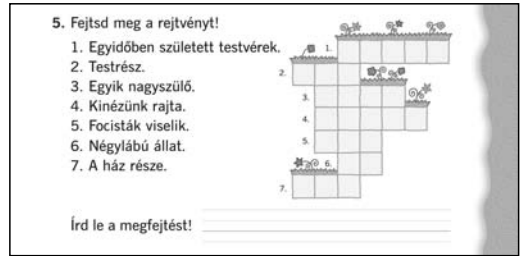 5. Fejtsd meg a rejtvényt!
1. Egyidőben született testvérek.
2. Testrész.
3. Egyik nagyszülő.
4. Kinézünk rajta.
5. Focisták viselik.
6. Négylábú állat.
7. A ház része.
1.
2.
3.
4.
5.
6.
7.
Írd le a megfejtést!